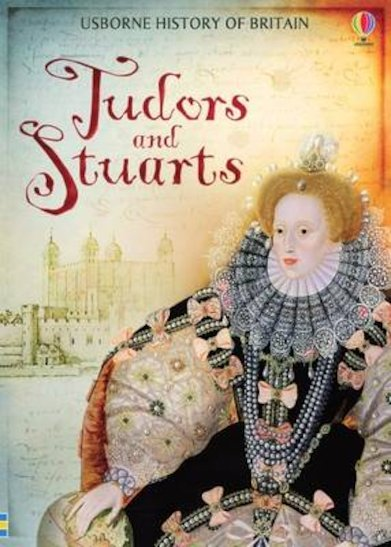 USBORNE HISTORY OF BRITAIN
Tudors
and
Stuarts